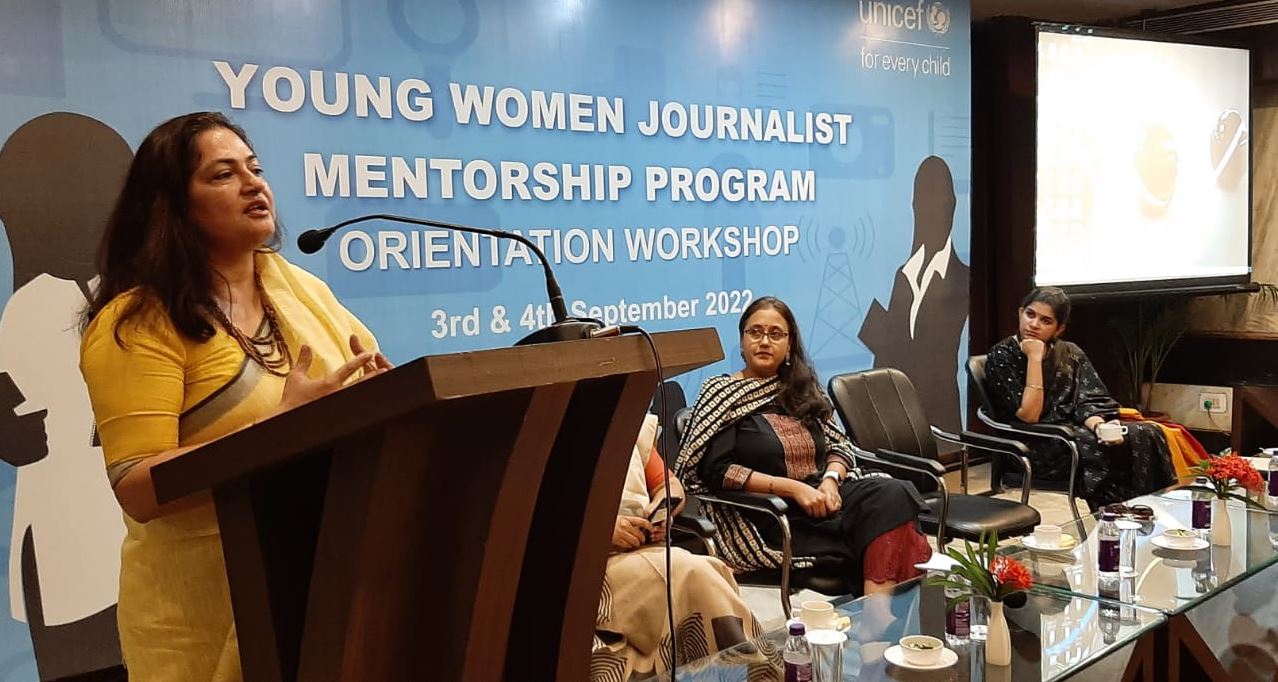 unicef
for every child
YOUNG WOMEN JOURNALIST
MENTORSHIP PROGRAM
ORIENTATION WORKSHOP
3rd & 4th September 2022